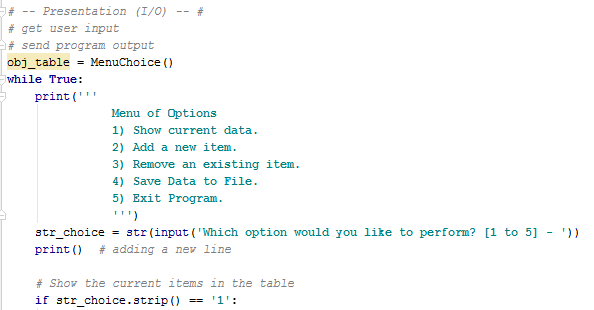 # -- Presentation (I/O) -- #
# get user input
# send program output
obj_table = MenuChoice()
while True:
    print('''
            Menu of Options
            1) Show current data.
            2) Add a new item.
            3) Remove an existing item.
            4) Save Data to File.
            5) Exit Program.
            ''')
    str_choice = str(input('Which option would you like to perform? [1 to 5] - '))
    print()  # adding a new line
    # Show the current items in the table
    if str_choice.strip() == '1':